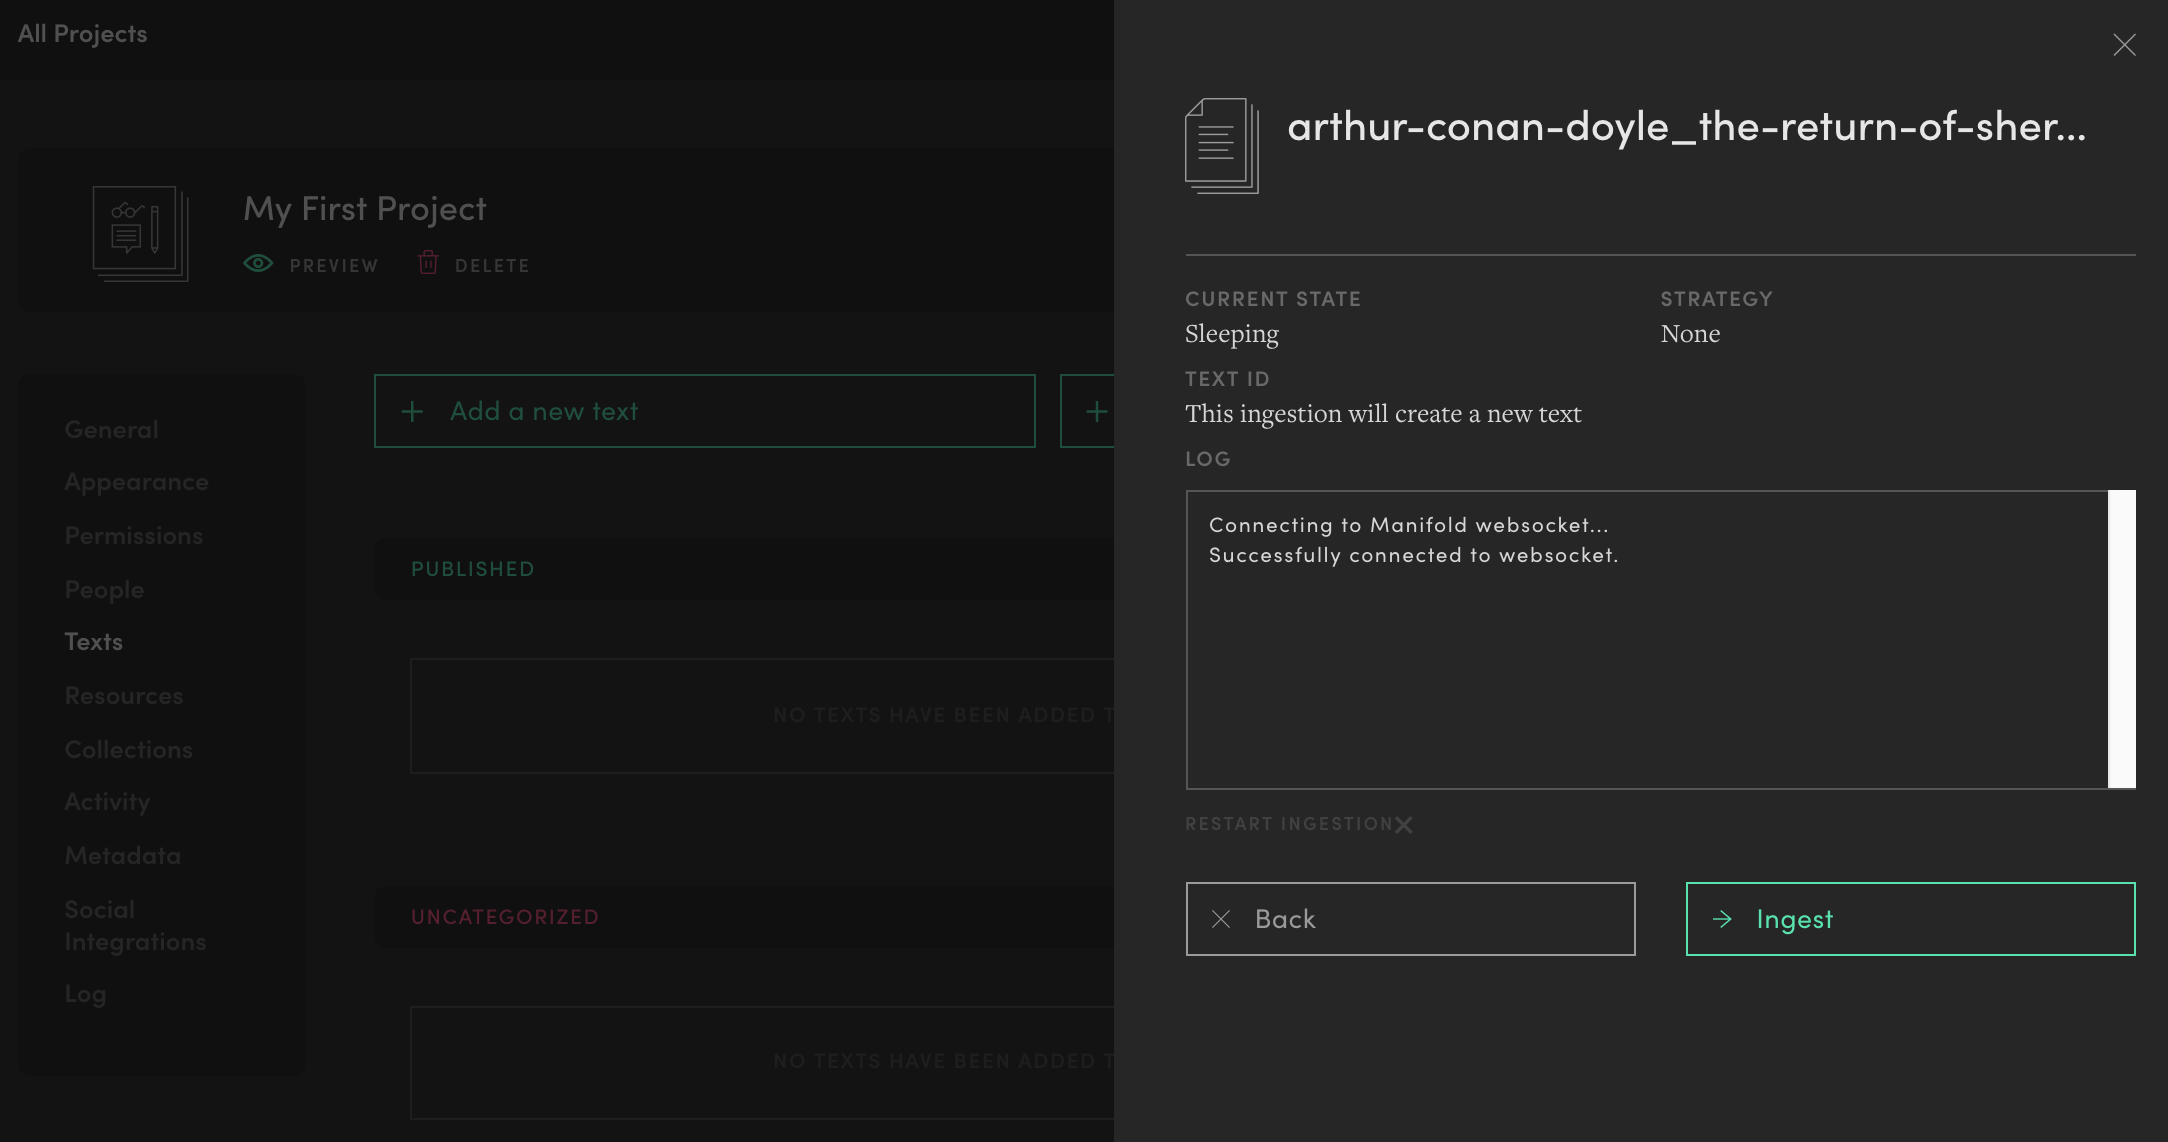 All Projects
My First Project
PREVIEW
DELETE
General
Appearance
Permissions
People
Texts
Resources
Collections
Activity
Metadata
Social
Integrations
Log
Add a new text
PUBLISHED
NO TEXTS HAVE BEEN ADDED T
UNCATEGORIZED
NO TEXTS HAVE BEEN ADDED T
arthur-conan-doyle_the-return-of-sher...
CURRENT STATE
Sleeping
STRATEGY
None
TEXT ID
This ingestion will create a new text
LOG
Connecting to Manifold websocket...
Successfully connected to websocket.
RESTART INGESTION
Back
Ingest